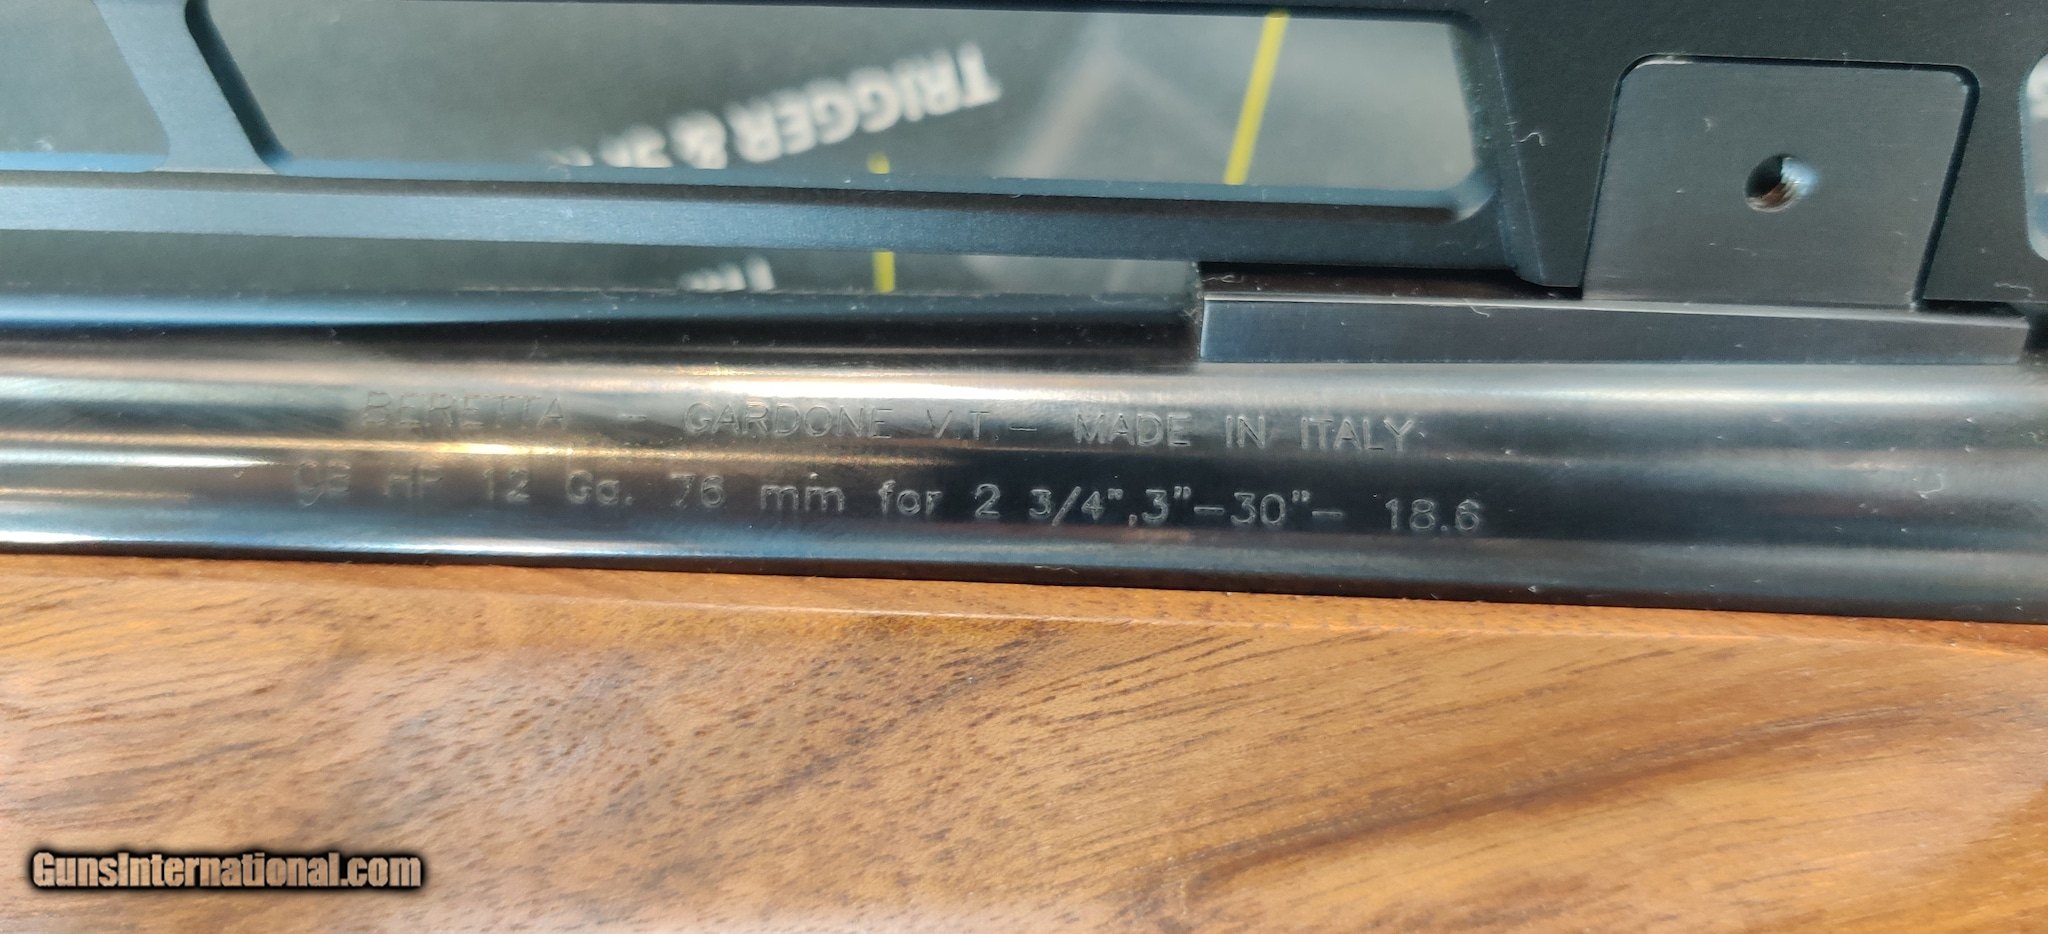 TRIGGER &
BERETTA - GARDONE V.T. - MADE IN ITALY
CB HP 12 Ga. 76 mm for 2 3/4",3"-30"- 18.6
GunsInternational.com